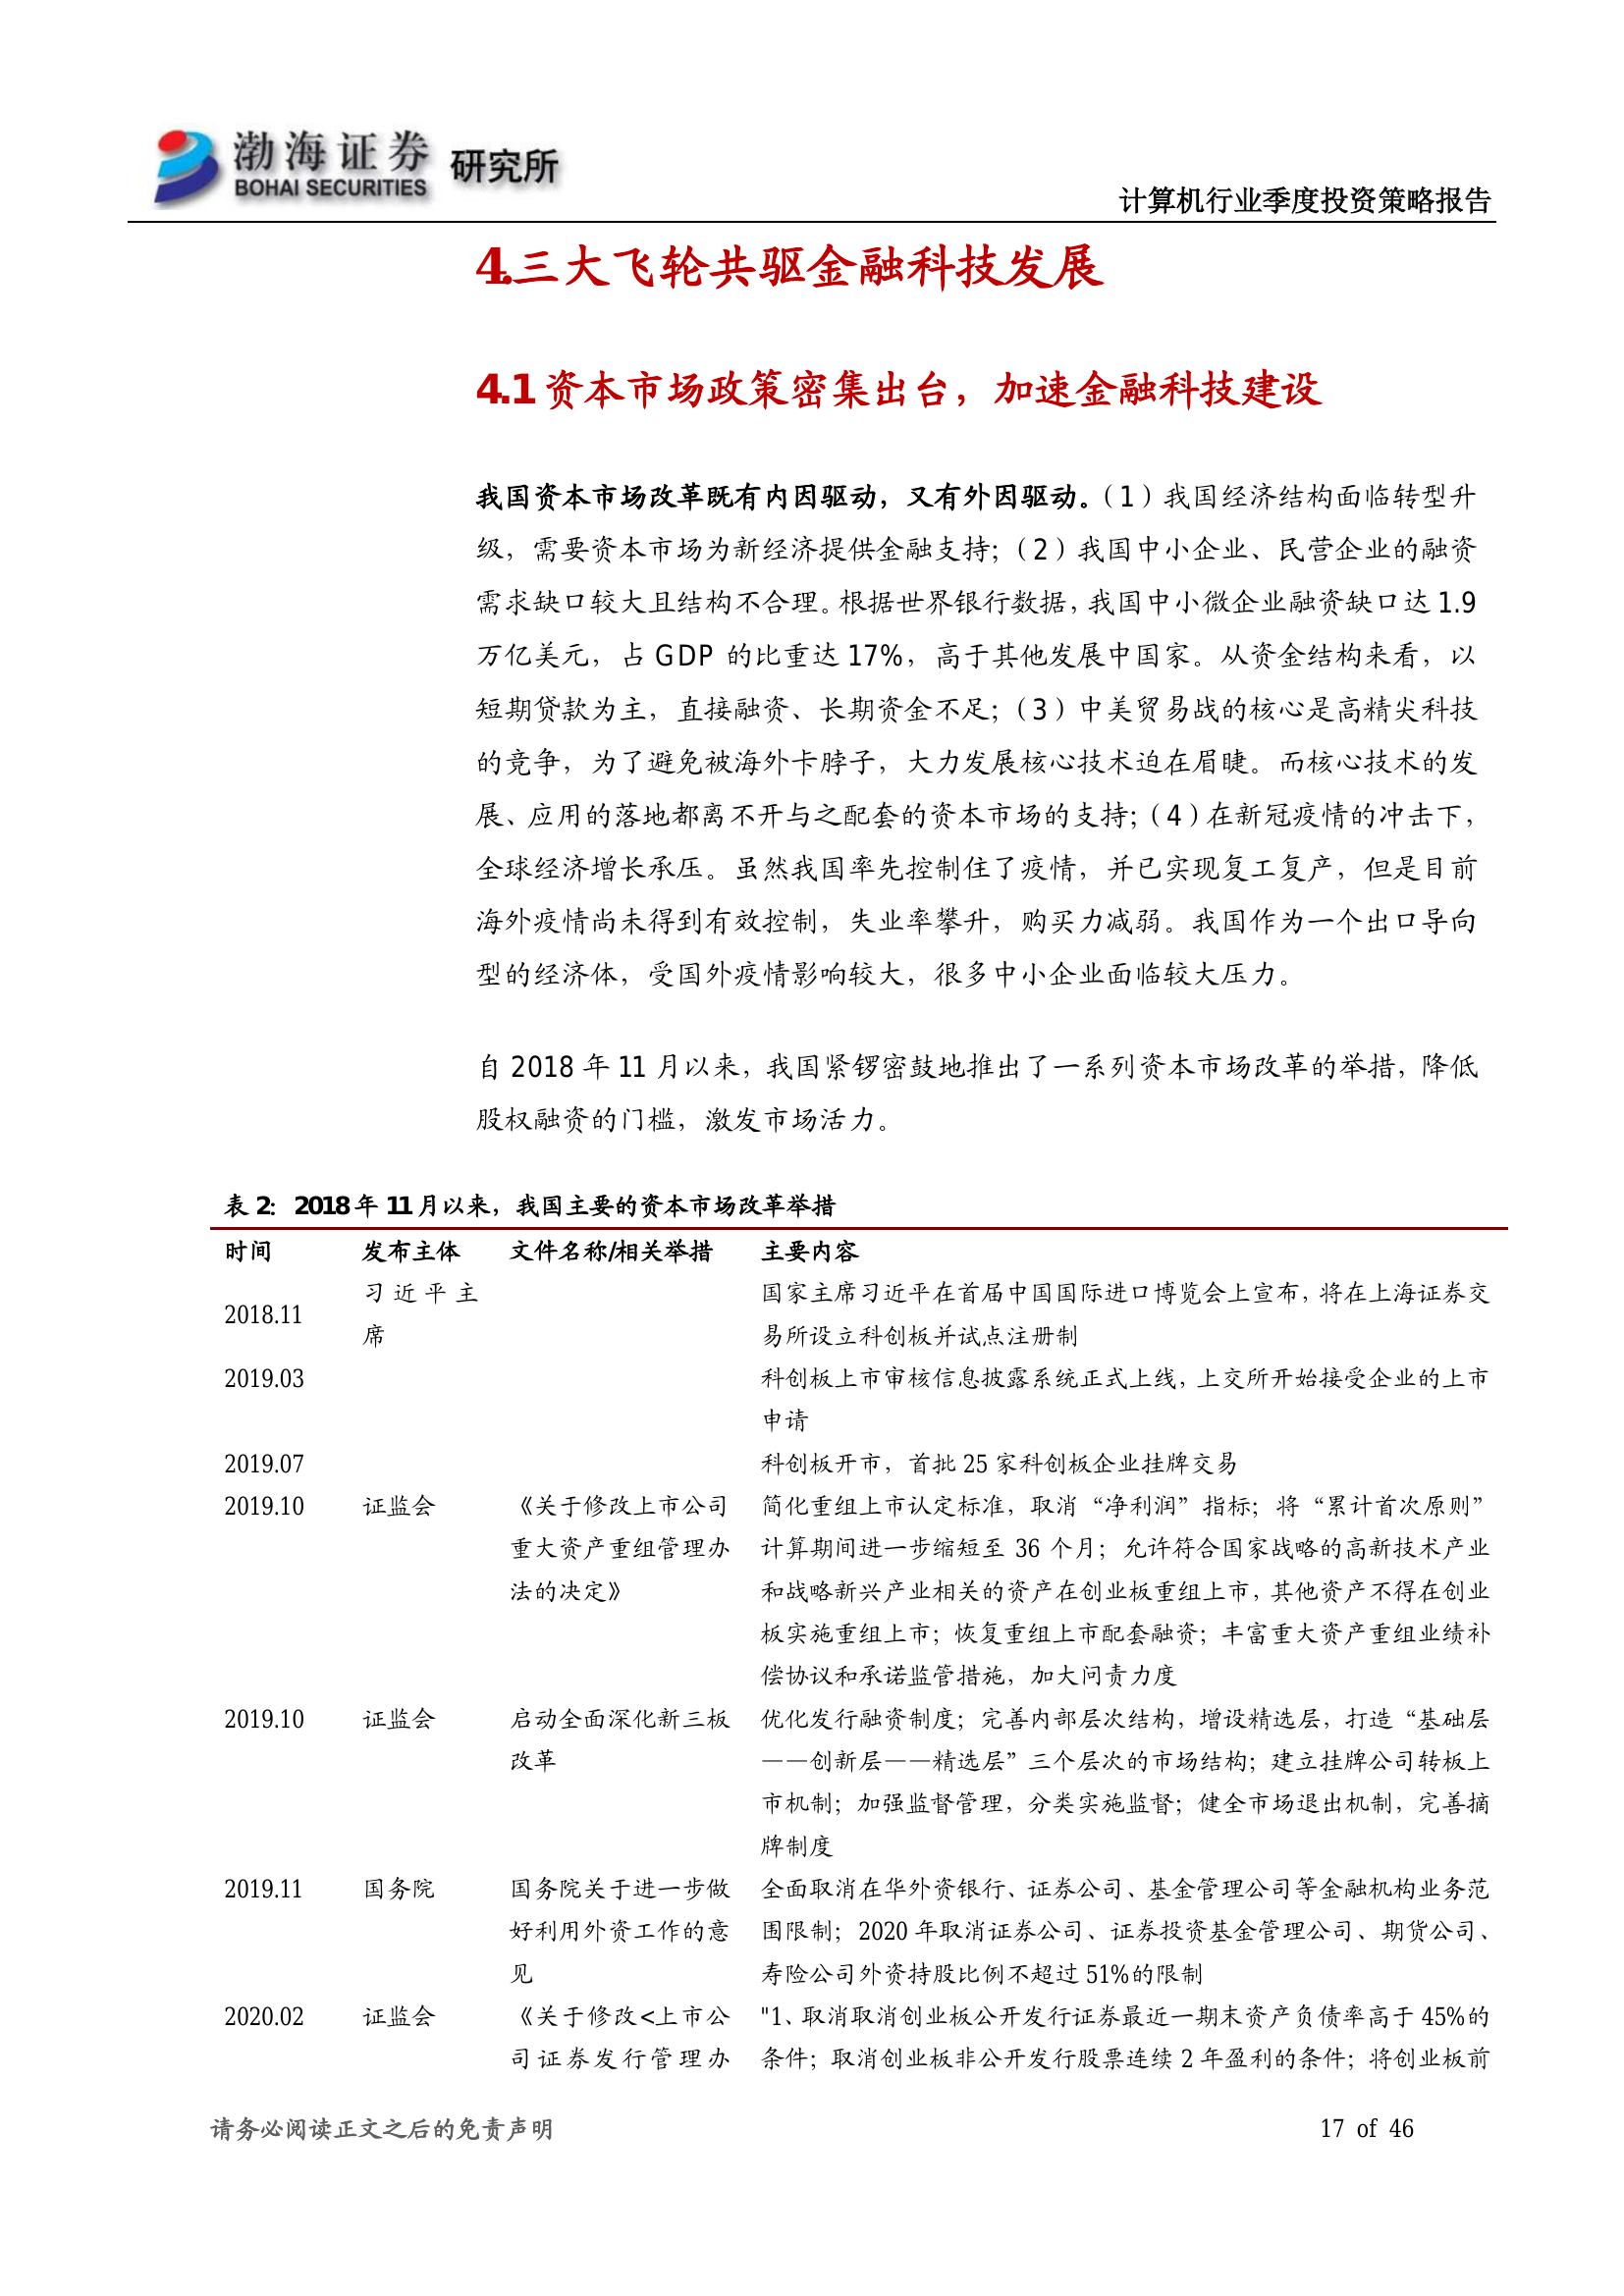 渤海证券 研究所
BOHAI SECURITIES
计算机行业季度投资策略报告
4.三大飞轮共驱金融科技发展
4.1 资本市场政策密集出台，加速金融科技建设
我国资本市场改革既有内因驱动，又有外因驱动。（1）我国经济结构面临转型升
级，需要资本市场为新经济提供金融支持；（2）我国中小企业、民营企业的融资
需求缺口较大且结构不合理。根据世界银行数据，我国中小微企业融资缺口达 1.9
万亿美元，占 GDP 的比重达 17%，高于其他发展中国家。从资金结构来看，以
短期贷款为主，直接融资、长期资金不足；（3）中美贸易战的核心是高精尖科技
的竞争，为了避免被海外卡脖子，大力发展核心技术迫在眉睫。而核心技术的发
展、应用的落地都离不开与之配套的资本市场的支持；（4）在新冠疫情的冲击下，
全球经济增长承压。虽然我国率先控制住了疫情，并已实现复工复产，但是目前
海外疫情尚未得到有效控制，失业率攀升，购买力减弱。我国作为一个出口导向
型的经济体，受国外疫情影响较大，很多中小企业面临较大压力。
自 2018 年 11 月以来，我国紧锣密鼓地推出了一系列资本市场改革的举措，降低
股权融资的门槛，激发市场活力。
表 2：2018 年 11 月以来，我国主要的资本市场改革举措
时间 发布主体 文件名称/相关举措 主要内容
2018.11 习近平主 国家主席习近平在首届中国国际进口博览会上宣布，将在上海证券交
席 易所设立科创板并试点注册制
2019.03 科创板上市审核信息披露系统正式上线，上交所开始接受企业的上市
申请
2019.07 科创板开市，首批 25 家科创板企业挂牌交易
2019.10 证监会 《关于修改上市公司 简化重组上市认定标准，取消“净利润”指标；将“累计首次原则”
重大资产重组管理办 计算期间进一步缩短至 36 个月；允许符合国家战略的高新技术产业
法的决定》 和战略新兴产业相关的资产在创业板重组上市，其他资产不得在创业
板实施重组上市；恢复重组上市配套融资；丰富重大资产重组业绩补
偿协议和承诺监管措施，加大问责力度
2019.10 证监会 启动全面深化新三板 优化发行融资制度；完善内部层次结构，增设精选层，打造“基础层
改革 ——创新层——精选层”三个层次的市场结构；建立挂牌公司转板上
市机制；加强监督管理，分类实施监督；健全市场退出机制，完善摘
牌制度
2019.11 国务院 国务院关于进一步做 全面取消在华外资银行、证券公司、基金管理公司等金融机构业务范
好利用外资工作的意 围限制；2020 年取消证券公司、证券投资基金管理公司、期货公司、
见 寿险公司外资持股比例不超过 51%的限制
2020.02 证监会 《关于修改<上市公 "1、取消取消创业板公开发行证券最近一期末资产负债率高于 45%的
司证券发行管理办 条件；取消创业板非公开发行股票连续 2 年盈利的条件；将创业板前
请务必阅读正文之后的免责声明 17 of 46